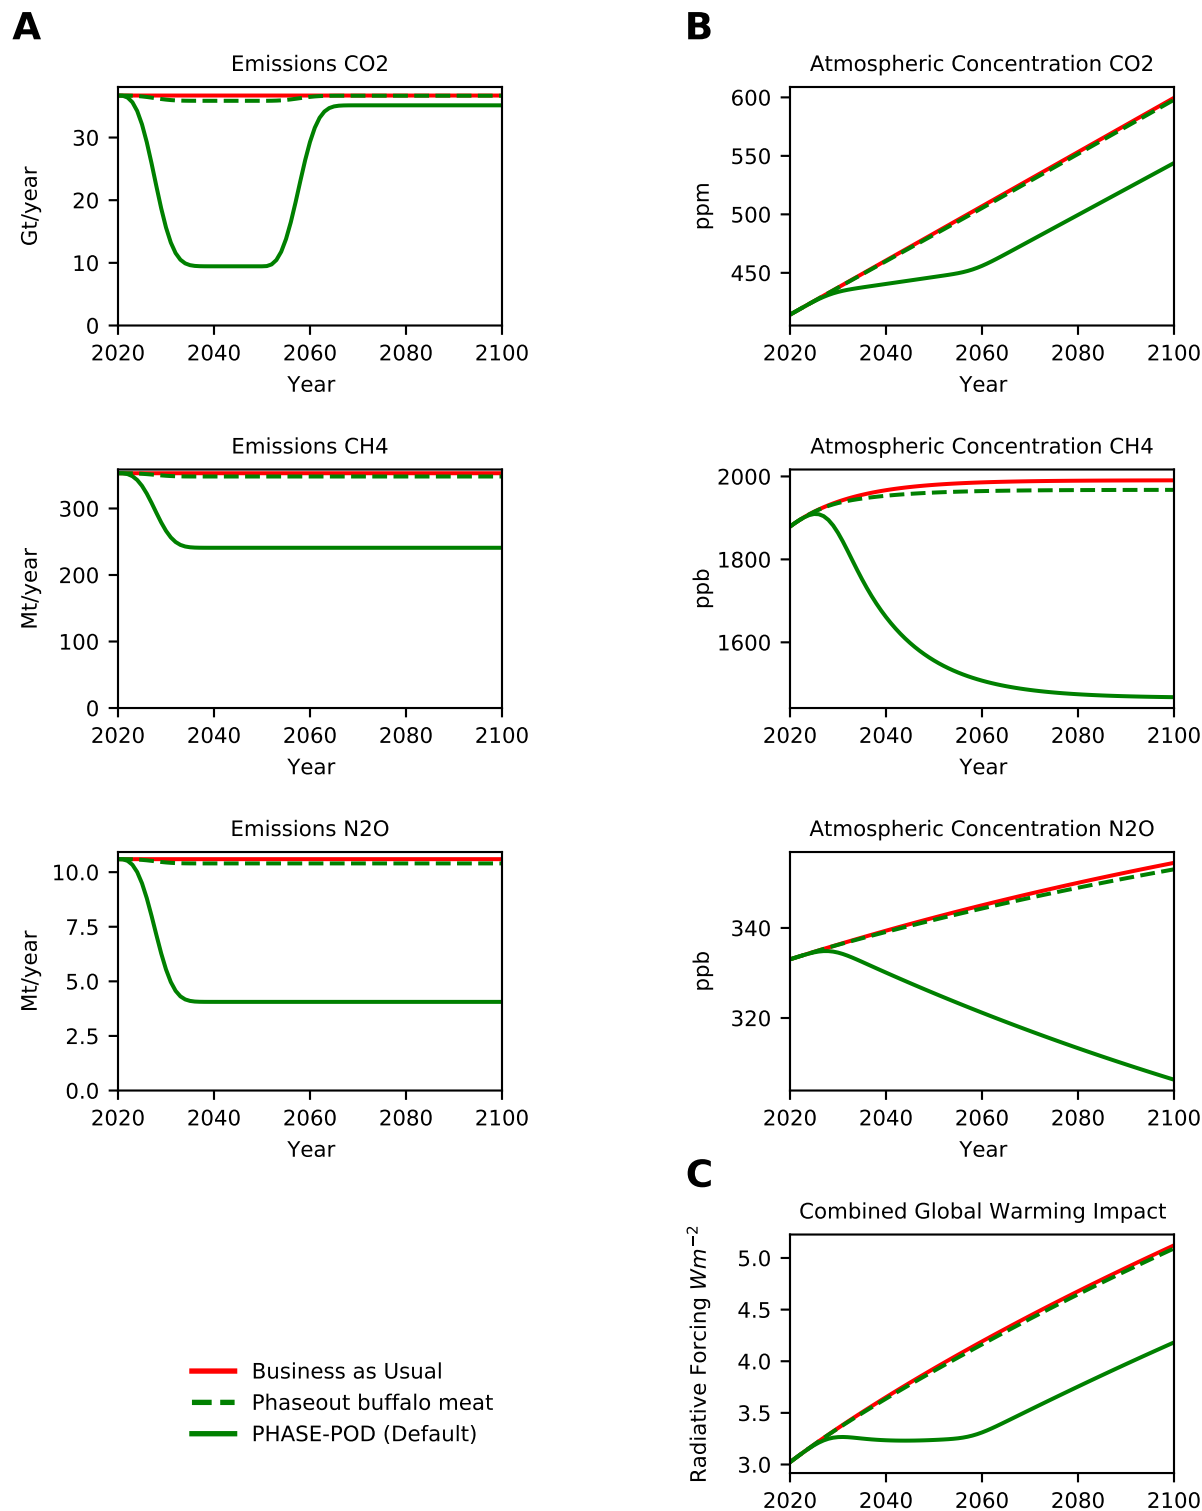 A
Emissions CO2
Gt/year
30
20
10
0
2020 2040 2060 2080 2100
Year
B
Atmospheric Concentration CO2
ppm
600
550
500
450
2020 2040 2060 2080 2100
Year
Emissions CH4
Mt/year
300
200
100
0
2020 2040 2060 2080 2100
Year
Atmospheric Concentration CH4
ppb
2000
1800
1600
2020 2040 2060 2080 2100
Year
Emissions N2O
Mt/year
10.0
7.5
5.0
2.5
0.0
2020 2040 2060 2080 2100
Year
Atmospheric Concentration N2O
ppb
340
320
2020 2040 2060 2080 2100
Year
C
Combined Global Warming Impact
Radiative Forcing Wm⁻²
5.0
4.5
4.0
3.5
3.0
2020 2040 2060 2080 2100
Business as Usual
Phaseout buffalo meat
PHASE-POD (Default)